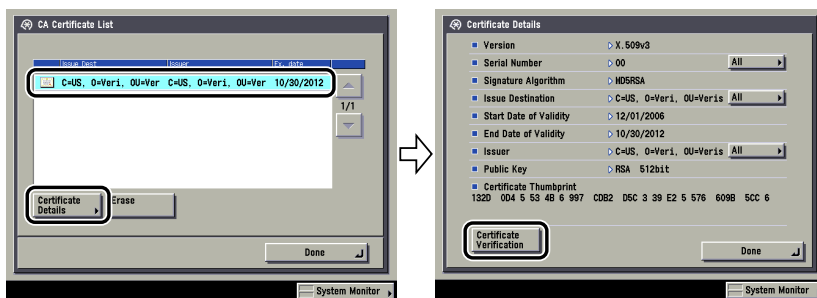 CA Certificate List
Issue Dest Issuer Ex. date
C=US, O=Veri, OU=Ver C=US, O=Veri, OU=Ver 10/30/2012
1/1
Certificate
Details
Erase
Done
System Monitor
Certificate Details
Version X.509v3
Serial Number 00 All
Signature Algorithm MD5RSA
Issue Destination C=US, O=Veri, OU=Veris All
Start Date of Validity 12/01/2006
End Date of Validity 10/30/2012
Issuer C=US, O=Veri, OU=Veris All
Public Key RSA 512bit
Certificate Thumbprint
132D 0D4 5 53 4B 6 997 CDB2 D5C 3 39 E2 5 576 609B 5CC 6
Certificate
Verification
Done
System Monitor